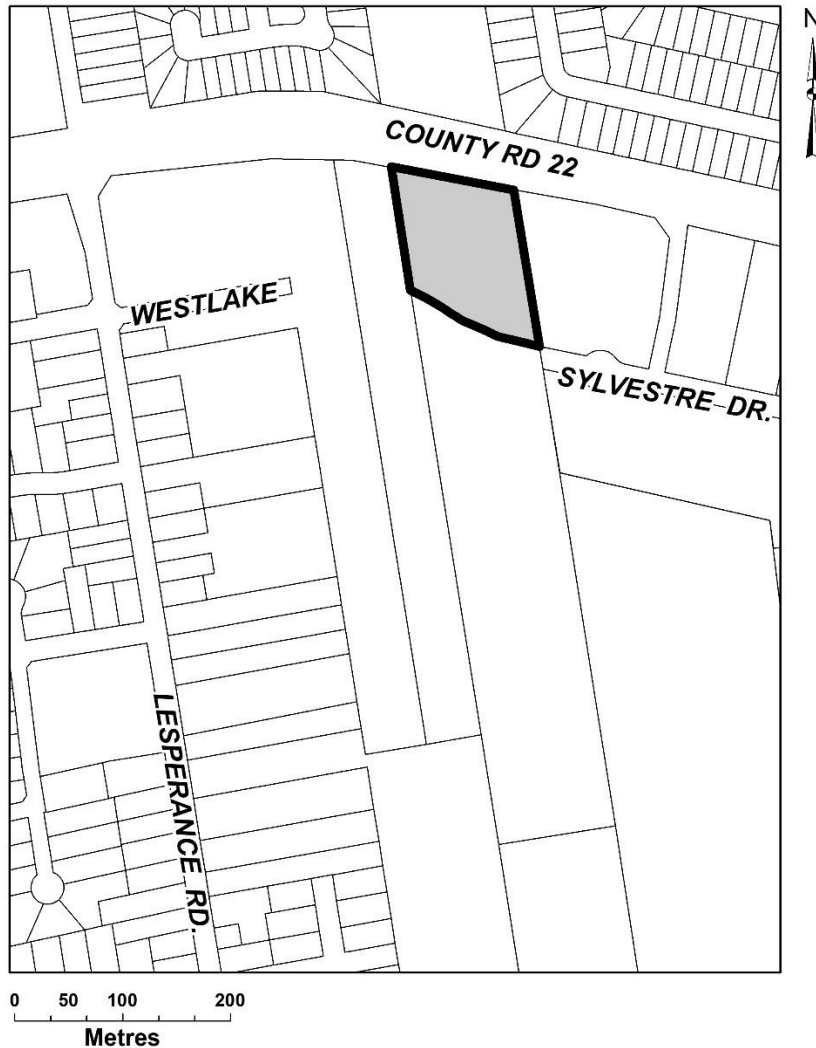 N
COUNTY RD 22
WESTLAKE
SYLVESTRE DR.
LESPERANCE RD.
0 50 100 200
Metres